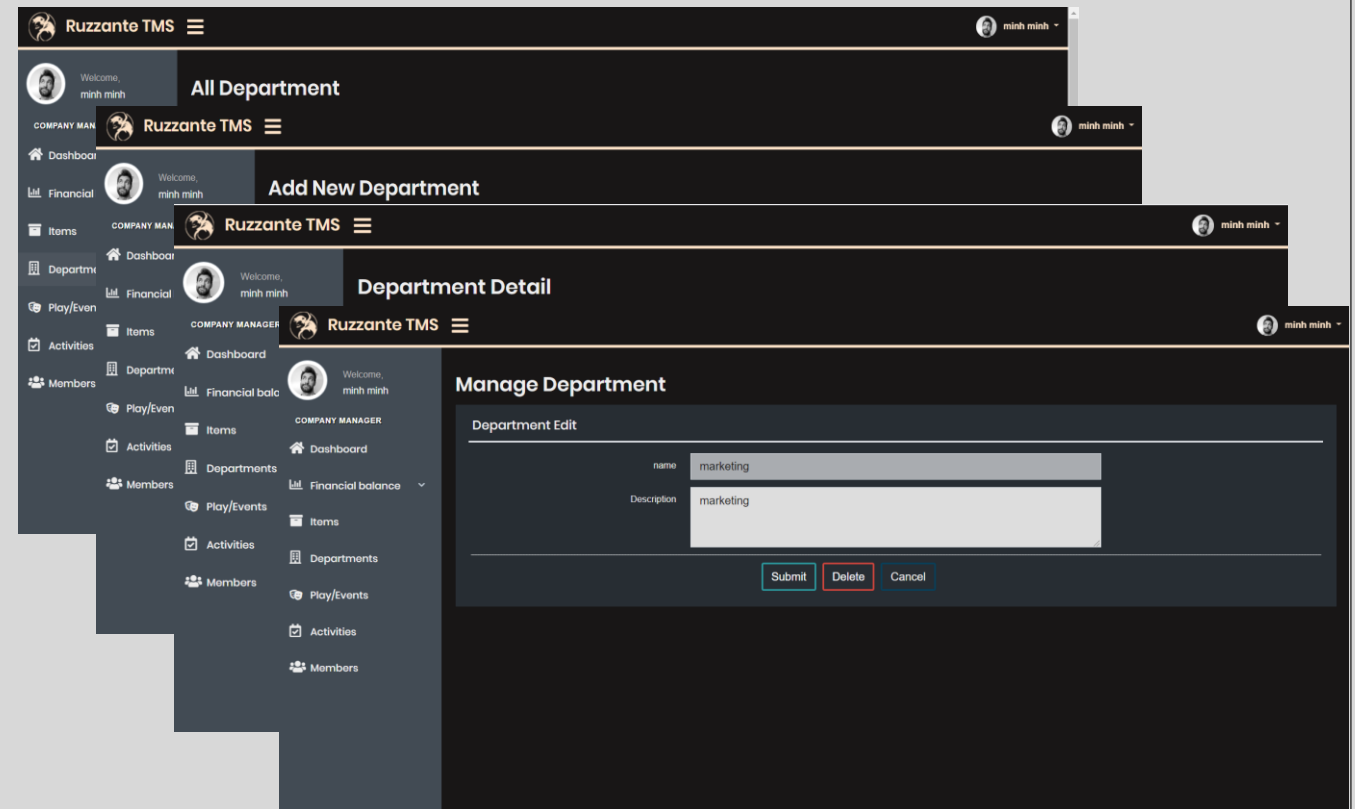 Ruzzante TMS
minh minh
Welcome,
minh minh
All Department
COMPANY MAN
Dashboar
Financial
Items
Departme
Play/Even
Activities
Members
Ruzzante TMS
minh minh
Welcome,
minh minh
Add New Department
COMPANY MAN
Dashboar
Financial
Items
Departme
Play/Even
Activities
Members
Ruzzante TMS
minh minh
Welcome,
minh minh
Department Detail
COMPANY MANAGER
Dashboard
Financial balc
Items
Departments
Play/Events
Activities
Members
Ruzzante TMS
minh minh
Welcome,
minh minh
COMPANY MANAGER
Dashboard
Financial balance
Items
Departments
Play/Events
Activities
Members
Manage Department
Department Edit
name
marketing
Description
marketing
Submit Delete Cancel